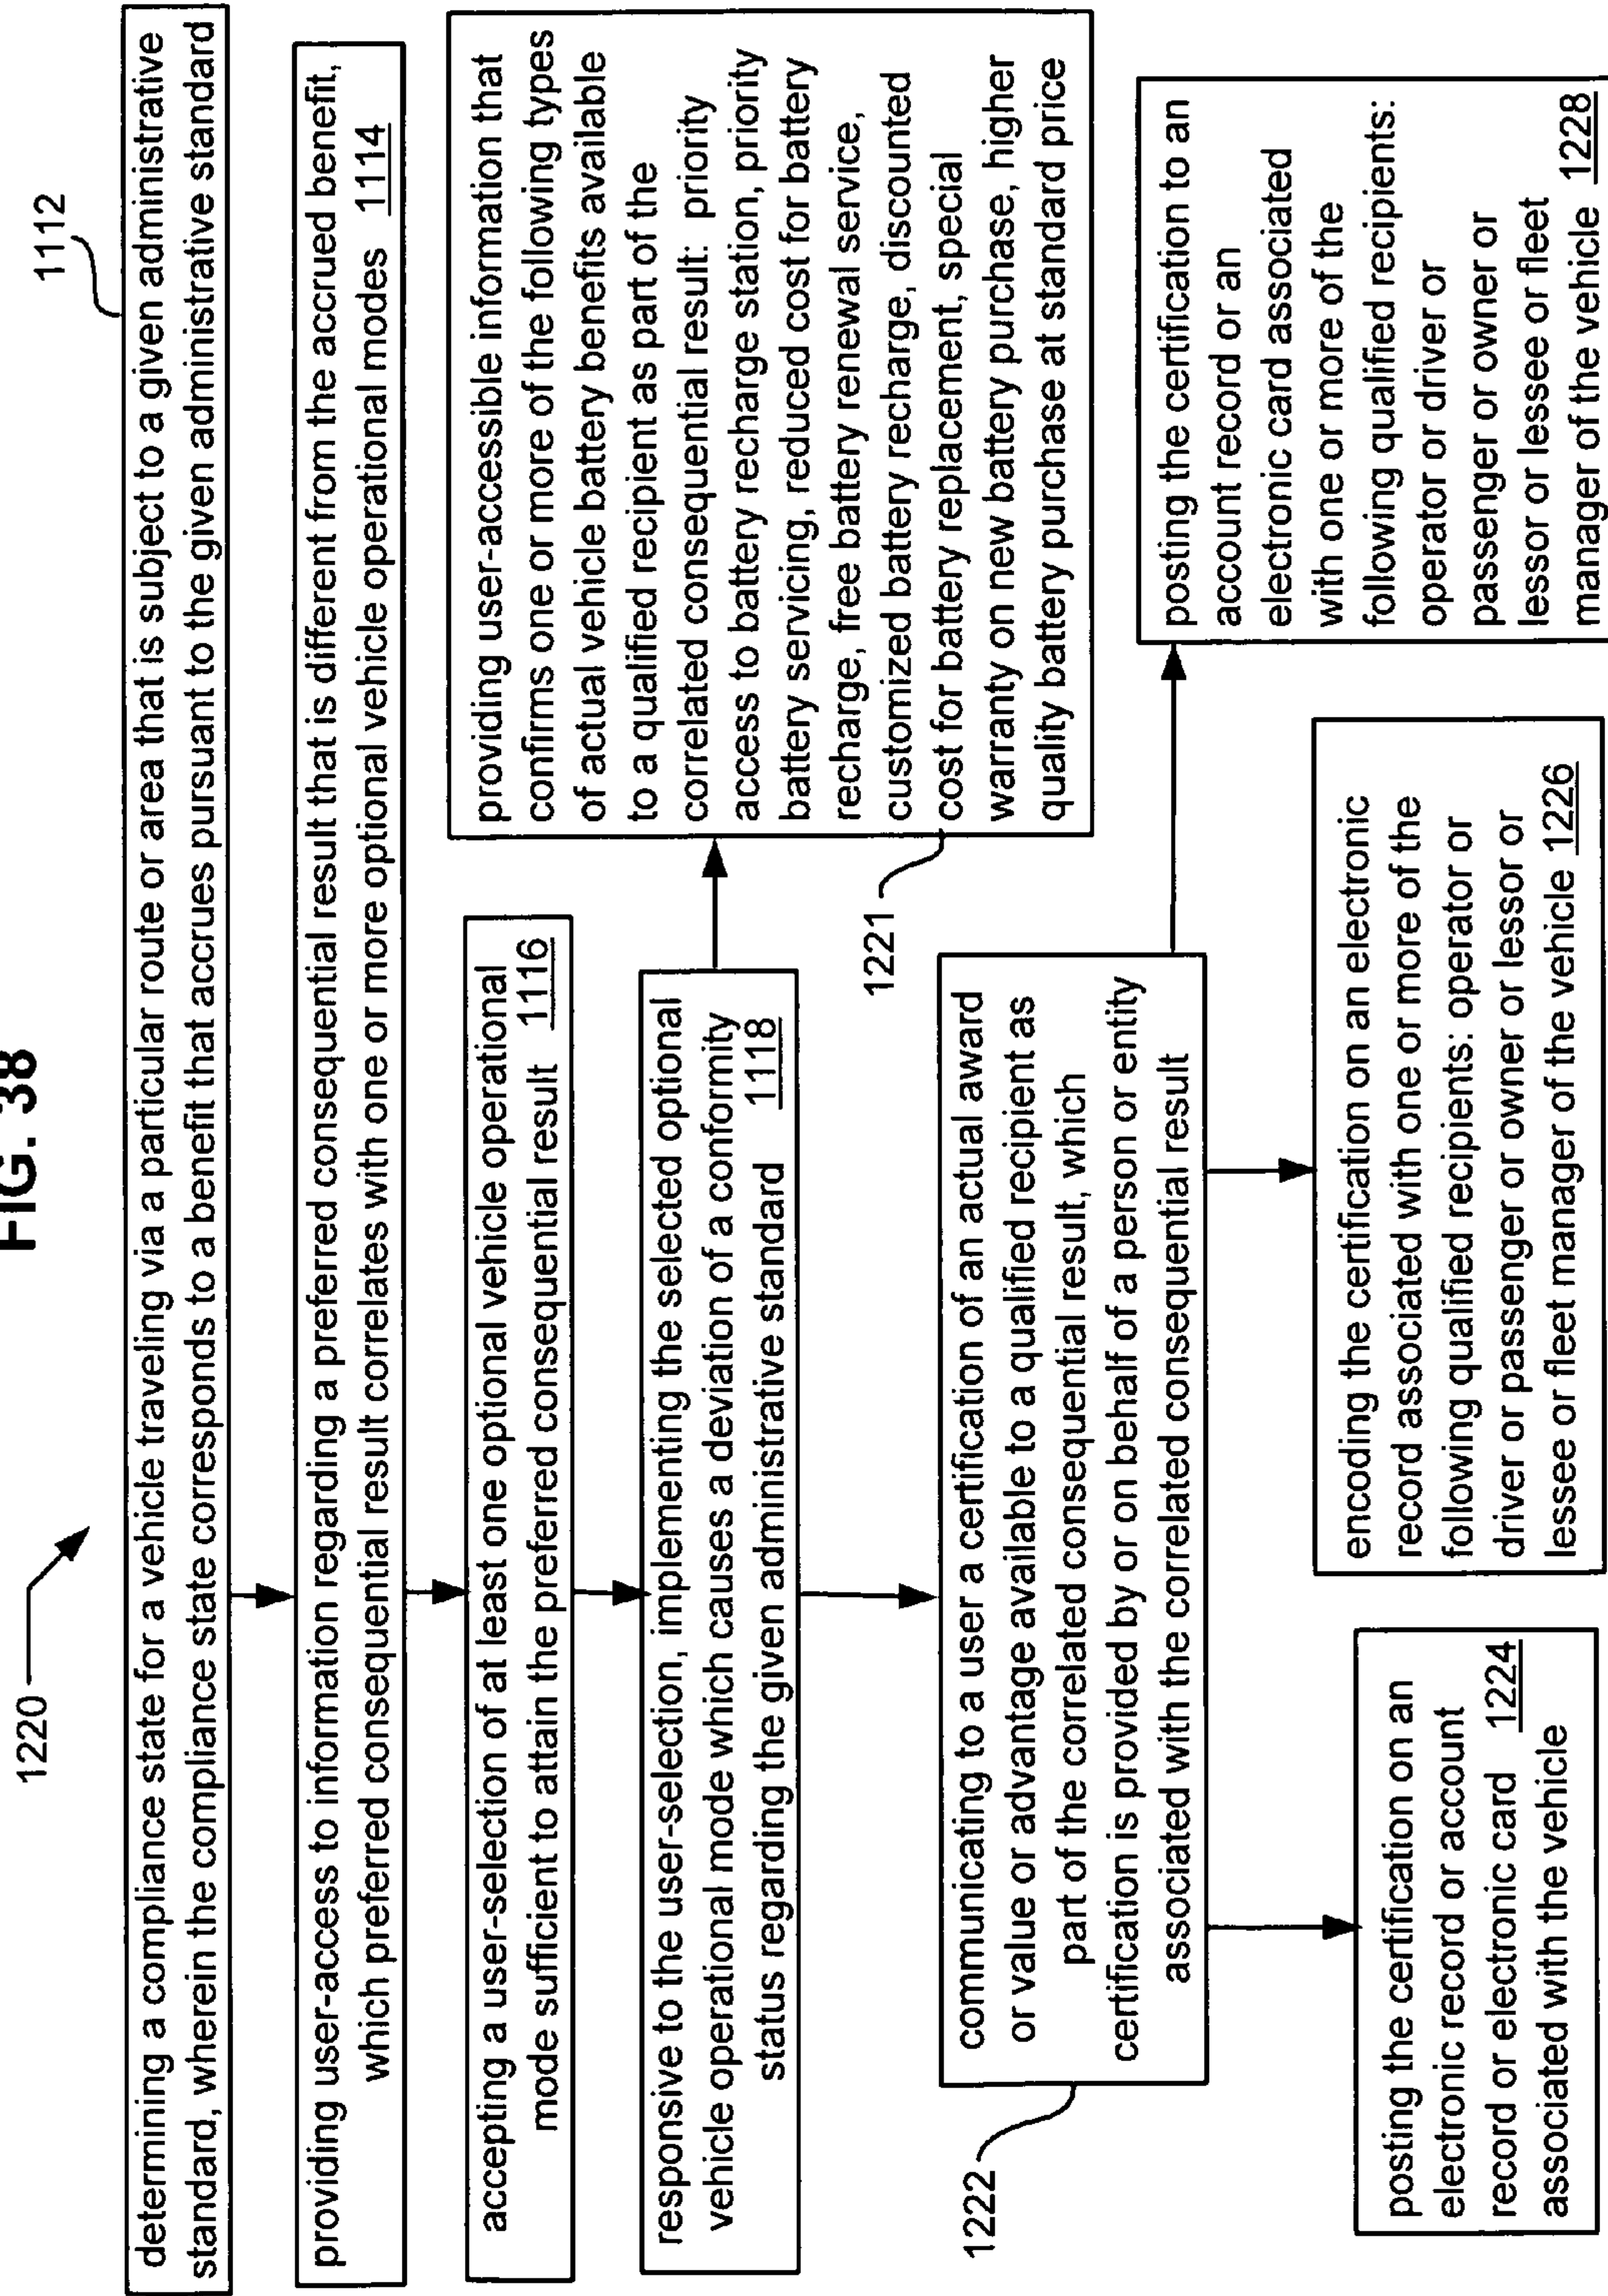 FIG. 38
1220
1112
determining a compliance state for a vehicle traveling via a particular route or area that is subject to a given administrative
standard, wherein the compliance state corresponds to a benefit that accrues pursuant to the given administrative standard
providing user-access to information regarding a preferred consequential result that is different from the accrued benefit,
which preferred consequential result correlates with one or more optional vehicle operational modes 1114
accepting a user-selection of at least one optional vehicle operational
mode sufficient to attain the preferred consequential result 1116
responsive to the user-selection, implementing the selected optional
vehicle operational mode which causes a deviation of a conformity
status regarding the given administrative standard 1118
providing user-accessible information that
confirms one or more of the following types
of actual vehicle battery benefits available
to a qualified recipient as part of the
correlated consequential result: priority
access to battery recharge station, priority
battery servicing, reduced cost for battery
recharge, free battery renewal service,
customized battery recharge, discounted
cost for battery replacement, special
warranty on new battery purchase, higher
quality battery purchase at standard price
1221
1222
communicating to a user a certification of an actual award
or value or advantage available to a qualified recipient as
part of the correlated consequential result, which
certification is provided by or on behalf of a person or entity
associated with the correlated consequential result
posting the certification on an
electronic record or account
record or electronic card 1224
associated with the vehicle
encoding the certification on an electronic
record associated with one or more of the
following qualified recipients: operator or
driver or passenger or owner or lessor or
lessee or fleet manager of the vehicle 1226
posting the certification to an
account record or an
electronic card associated
with one or more of the
following qualified recipients:
operator or driver or
passenger or owner or
lessor or lessee or fleet
manager of the vehicle 1228